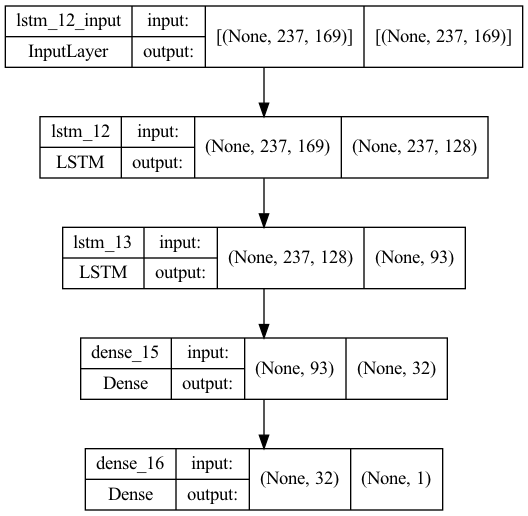 lstm_12_input input: [(None, 237, 169)] [(None, 237, 169)]
InputLayer output:
lstm_12 input: (None, 237, 169) (None, 237, 128)
LSTM output:
lstm_13 input: (None, 237, 128) (None, 93)
LSTM output:
dense_15 input: (None, 93) (None, 32)
Dense output:
dense_16 input: (None, 32) (None, 1)
Dense output: